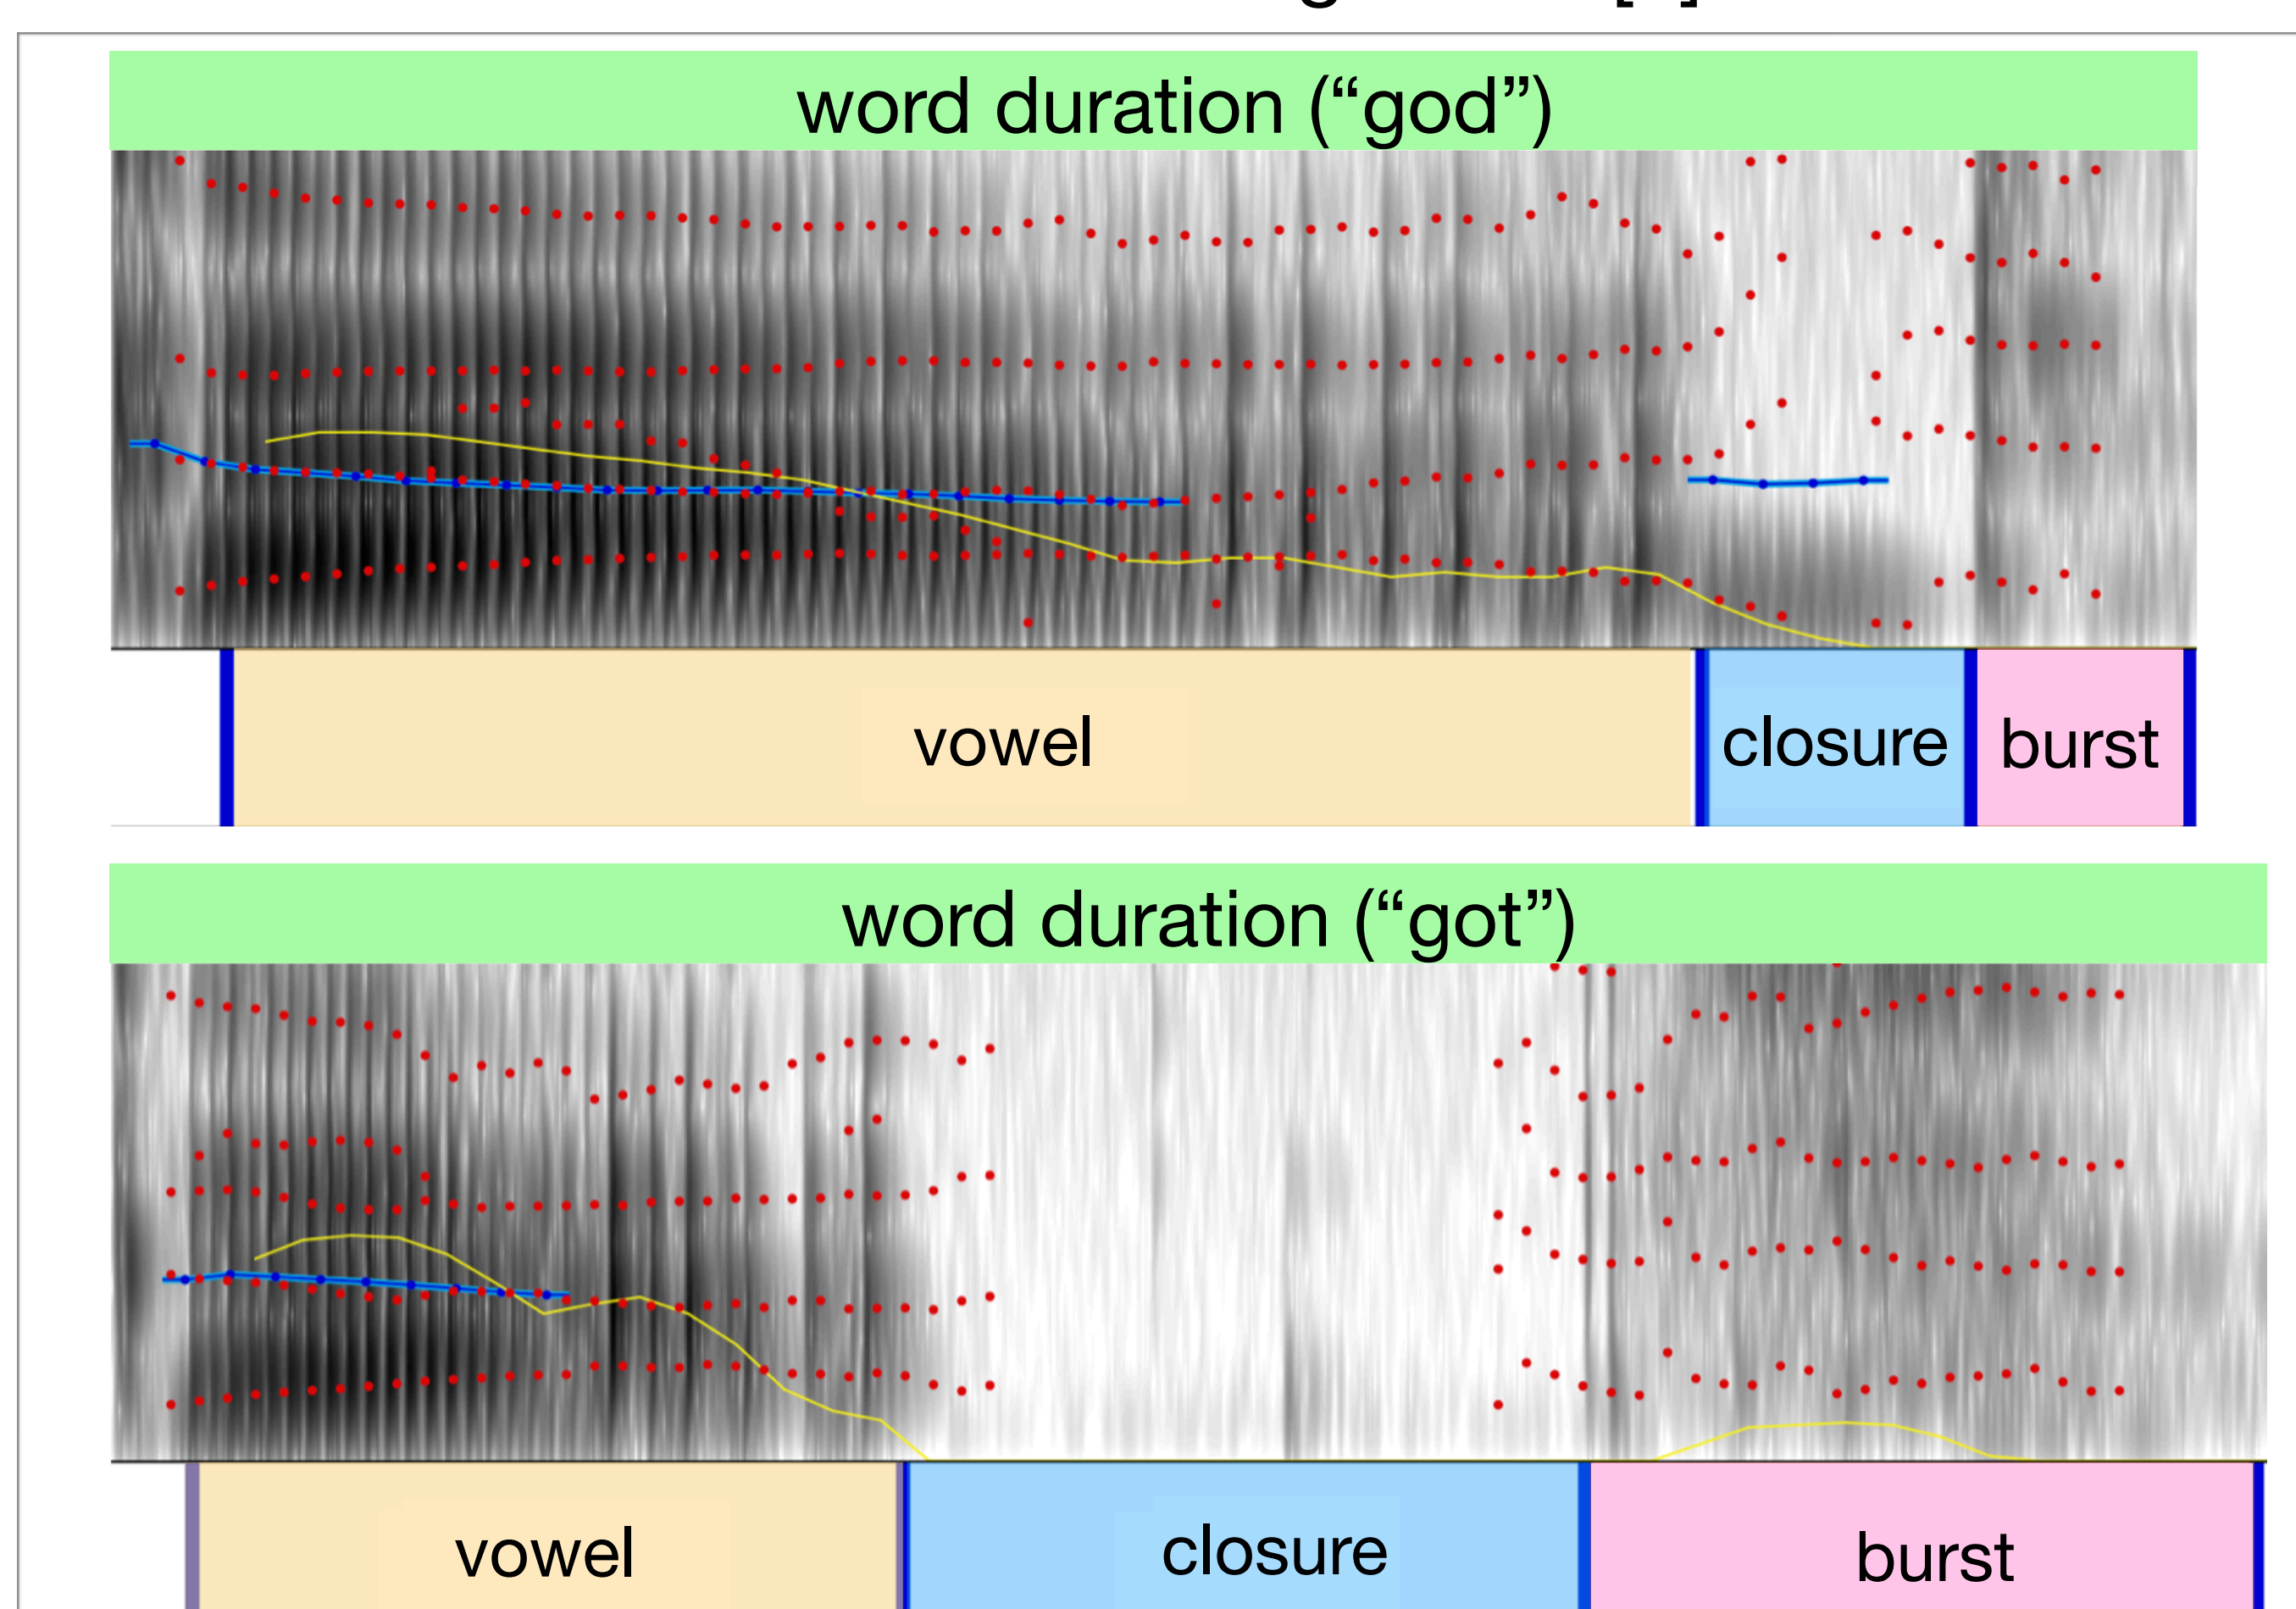 word duration (“god”)
vowel
closure
burst
word duration (“got”)
vowel
closure
burst